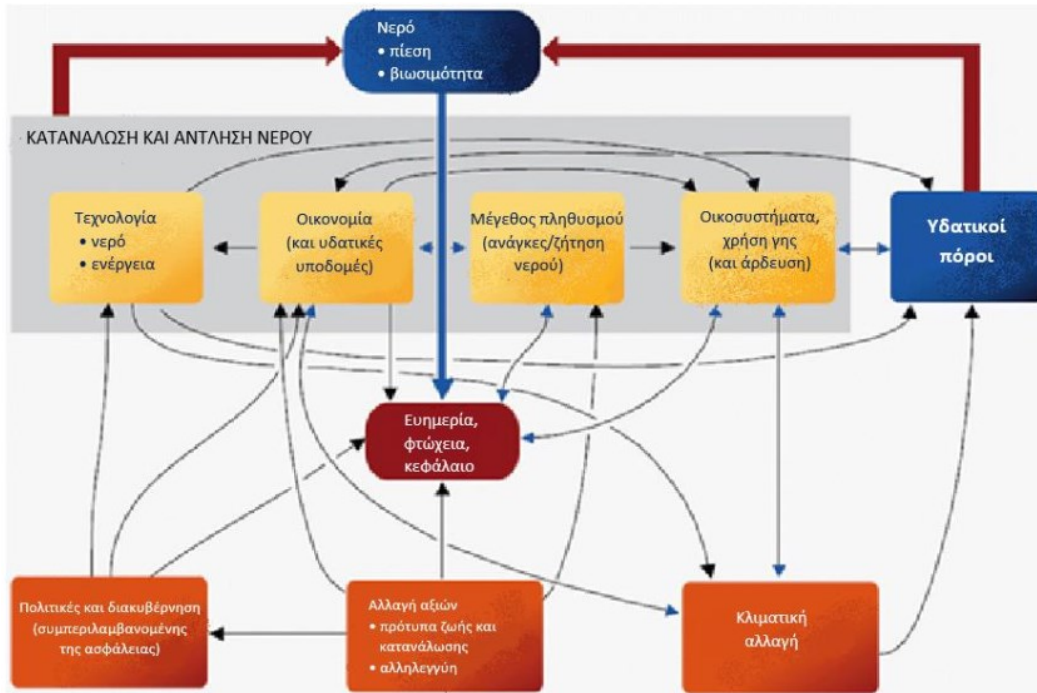 Νερό
• πίεση
• βιωσιμότητα
ΚΑΤΑΝΑΛΩΣΗ ΚΑΙ ΑΝΤΛΗΣΗ ΝΕΡΟΥ
Τεχνολογία
• νερό
• ενέργεια
Οικονομία
(και υδατικές
υποδομές)
Μέγεθος πληθυσμού
(ανάγκες/ζήτηση
νερού)
Οικοσυστήματα,
χρήση γης
(και άρδευση)
Υδατικοί
πόροι
Ευημερία,
φτώχεια,
κεφάλαιο
Πολιτικές και διακυβέρνηση
(συμπεριλαμβανομένης
της ασφάλειας)
Αλλαγή αξιών
• πρότυπα ζωής και
κατανάλωσης
• αλληλεγγύη
Κλιματική
αλλαγή